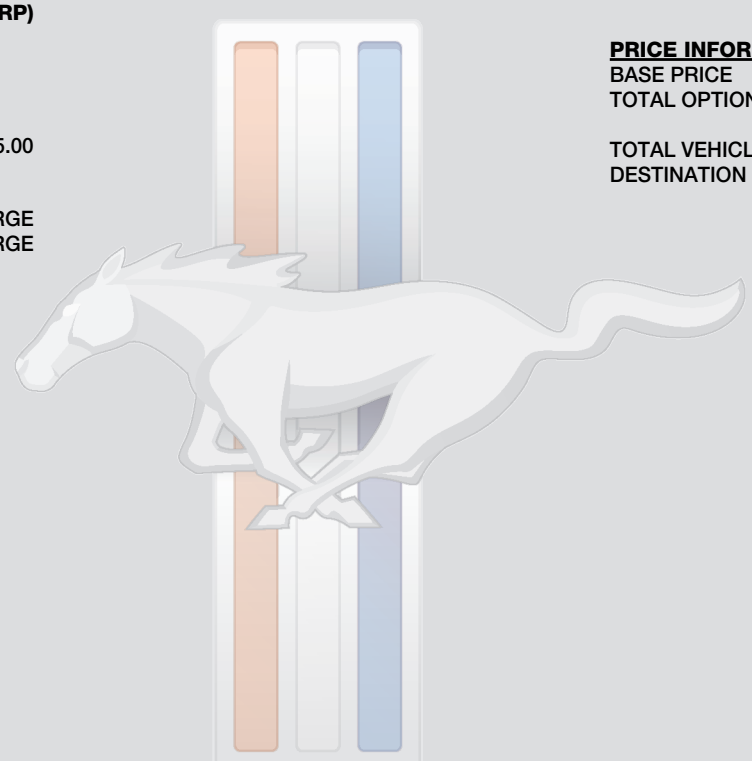 RP)
5.00
RGE
RGE
PRICE INFOR
BASE PRICE
TOTAL OPTION
TOTAL VEHICL
DESTINATION